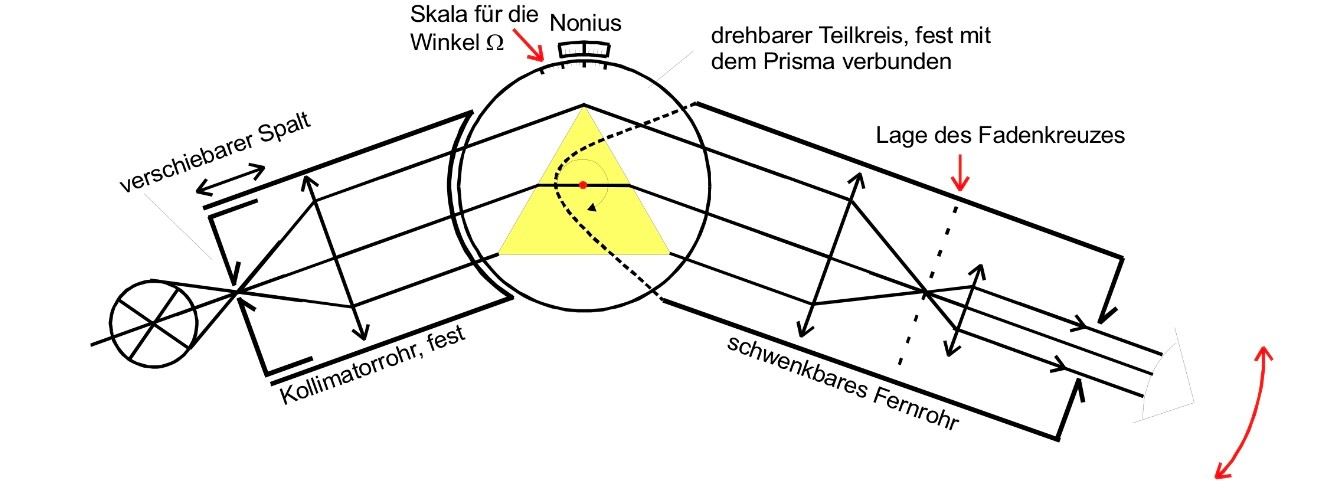 Skala für die
Winkel Ω
Nonius
drehbarer Teilkreis, fest mit
dem Prisma verbunden
verschiebarer Spalt
Lage des Fadenkreuzes
Kollimatorrohr, fest
schwenkbares Fernrohr